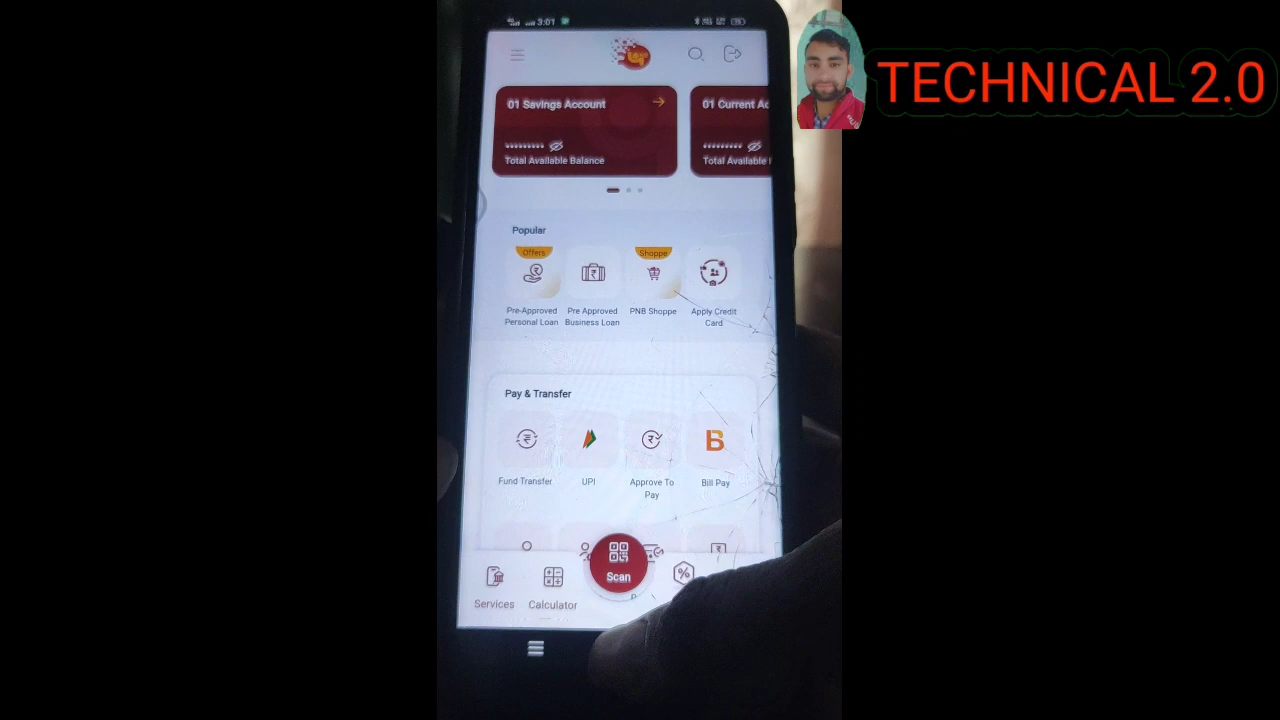 3:01
TECHNICAL 2.0
01 Savings Account
01 Current Ac
Total Available Balance
Total Available
Popular
Offers
Shoppe
Pre-Approved
Personal Loan
Pre Approved
Business Loan
PNB Shoppe
Apply Credit
Card
Pay & Transfer
Fund Transfer
UPI
Approve To
Pay
Bill Pay
Scan
Services
Calculator